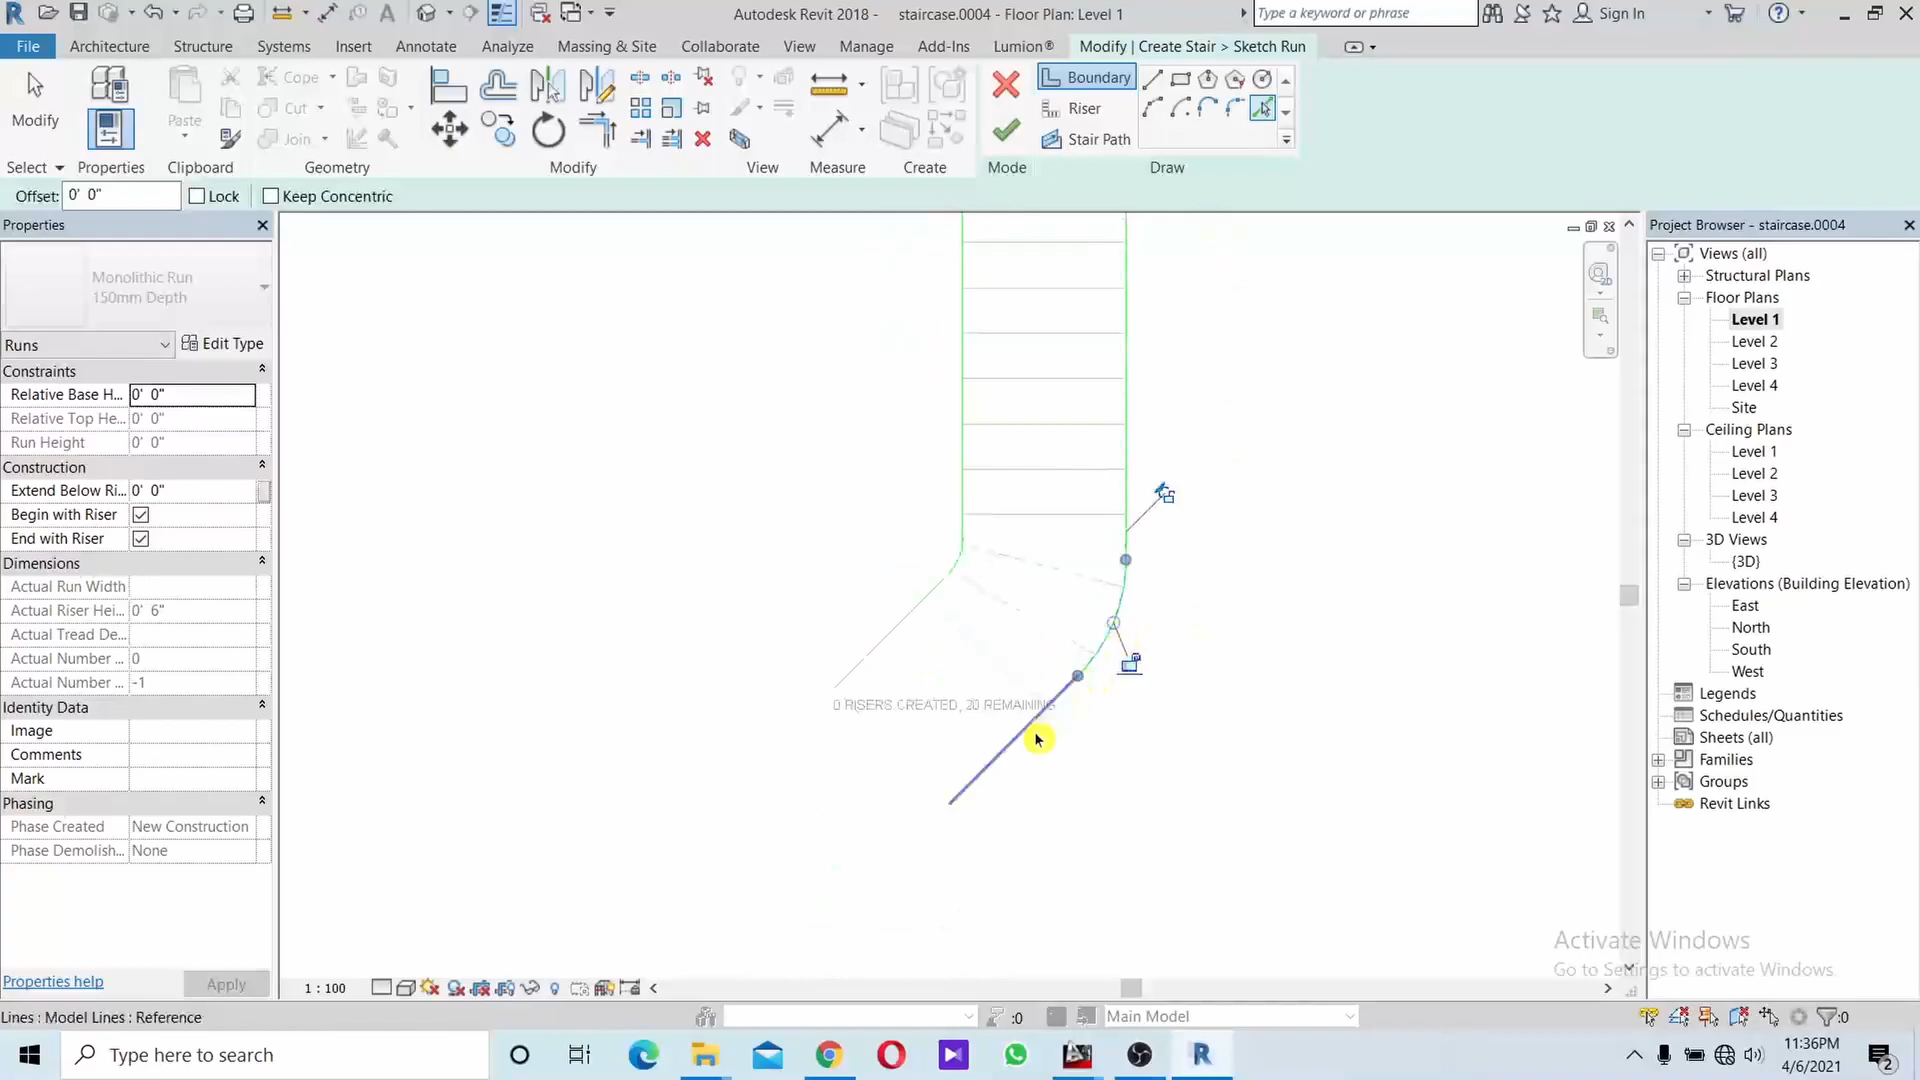 Autodesk Revit 2018 - staircase.0004 - Floor Plan: Level 1
Type a keyword or phrase
Sign In
File Architecture Structure Systems Insert Annotate Analyze Massing & Site Collaborate View Manage Add-Ins Lumion® Modify | Create Stair > Sketch Run
Modify
Paste
Cope
Cut
Join
Boundary
Riser
Stair Path
Select Properties Clipboard Geometry Modify View Measure Create Mode Draw
Offset: 0' 0" Lock Keep Concentric
Properties
Monolithic Run
150mm Depth
Runs Edit Type
Constraints
Relative Base H... 0' 0"
Relative Top He... 0' 0"
Run Height 0' 0"
Construction
Extend Below Ri... 0' 0"
Begin with Riser
End with Riser
Dimensions
Actual Run Width
Actual Riser Hei... 0' 6"
Actual Tread De...
Actual Number ... 0
Actual Number ... -1
Identity Data
Image
Comments
Mark
Phasing
Phase Created New Construction
Phase Demolish... None
Properties help Apply
0 RISERS CREATED, 20 REMAINING
Project Browser - staircase.0004
Views (all)
Structural Plans
Floor Plans
Level 1
Level 2
Level 3
Level 4
Site
Ceiling Plans
Level 1
Level 2
Level 3
Level 4
3D Views
{3D}
Elevations (Building Elevation)
East
North
South
West
Legends
Schedules/Quantities
Sheets (all)
Families
Groups
Revit Links
Activate Windows
Go to Settings to activate Windows.
1 : 100
Lines : Model Lines : Reference
:0
Main Model
:0
Type here to search
11:36PM
4/6/2021
2